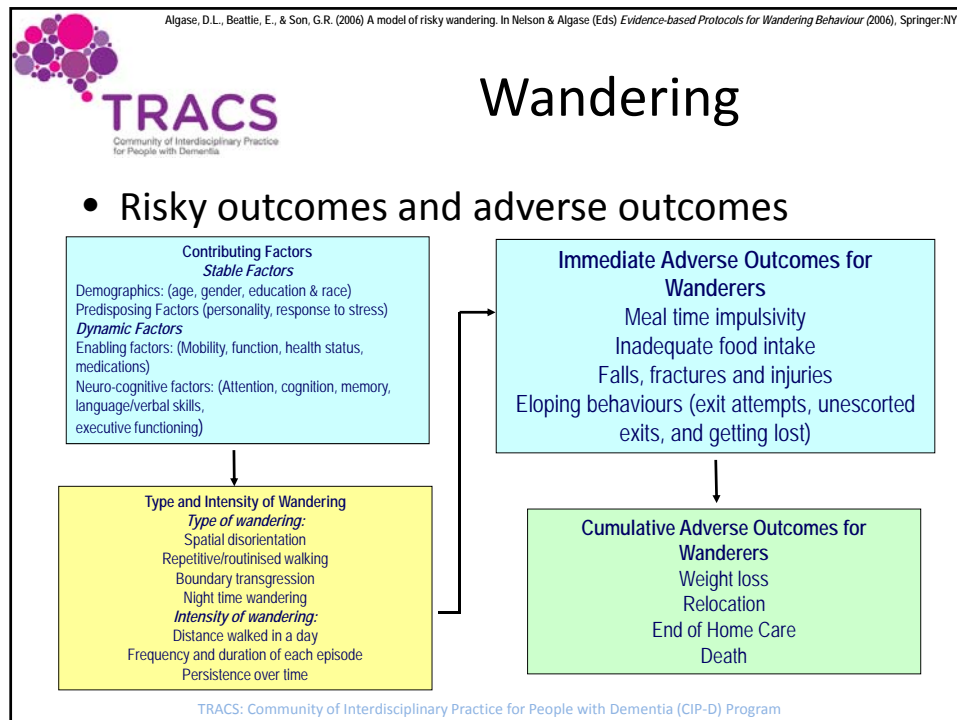 Algase, D.L., Beattie, E., & Son, G.R. (2006) A model of risky wandering. In Nelson & Algase (Eds) Evidence-based Protocols for Wandering Behaviour (2006), Springer:NY
TRACS
Community of Interdisciplinary Practice
for People with Dementia
Wandering
• Risky outcomes and adverse outcomes
Contributing Factors
Stable Factors
Demographics: (age, gender, education & race)
Predisposing Factors (personality, response to stress)
Dynamic Factors
Enabling factors: (Mobility, function, health status,
medications)
Neuro-cognitive factors: (Attention, cognition, memory,
language/verbal skills,
executive functioning)
Type and Intensity of Wandering
Type of wandering:
Spatial disorientation
Repetitive/routinised walking
Boundary transgression
Night time wandering
Intensity of wandering:
Distance walked in a day
Frequency and duration of each episode
Persistence over time
Immediate Adverse Outcomes for
Wanderers
Meal time impulsivity
Inadequate food intake
Falls, fractures and injuries
Eloping behaviours (exit attempts, unescorted
exits, and getting lost)
Cumulative Adverse Outcomes for
Wanderers
Weight loss
Relocation
End of Home Care
Death
TRACS: Community of Interdisciplinary Practice for People with Dementia (CIP-D) Program